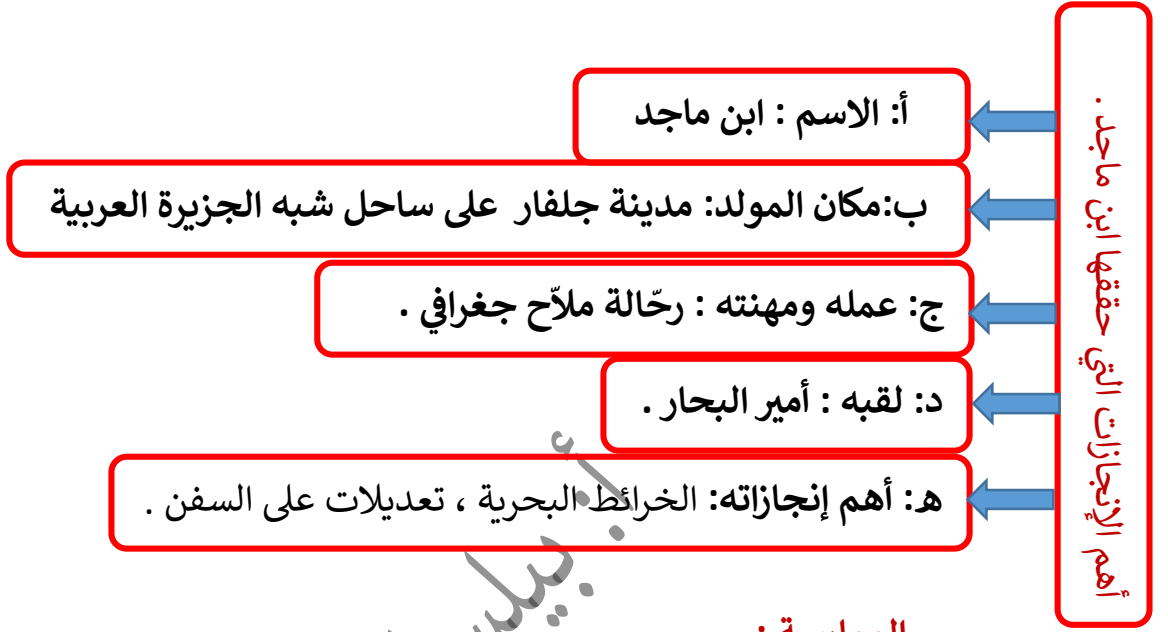 أهم الإنجازات التي حققها ابن ماجد .
أ: الاسم : ابن ماجد
ب:مكان المولد: مدينة جلفار على ساحل شبه الجزيرة العربية
ج: عمله ومهنته : رحّالة ملاّح جغرافي .
د: لقبه : أمير البحار .
ه: أهم إنجازاته: الخرائط البحرية ، تعديلات على السفن .